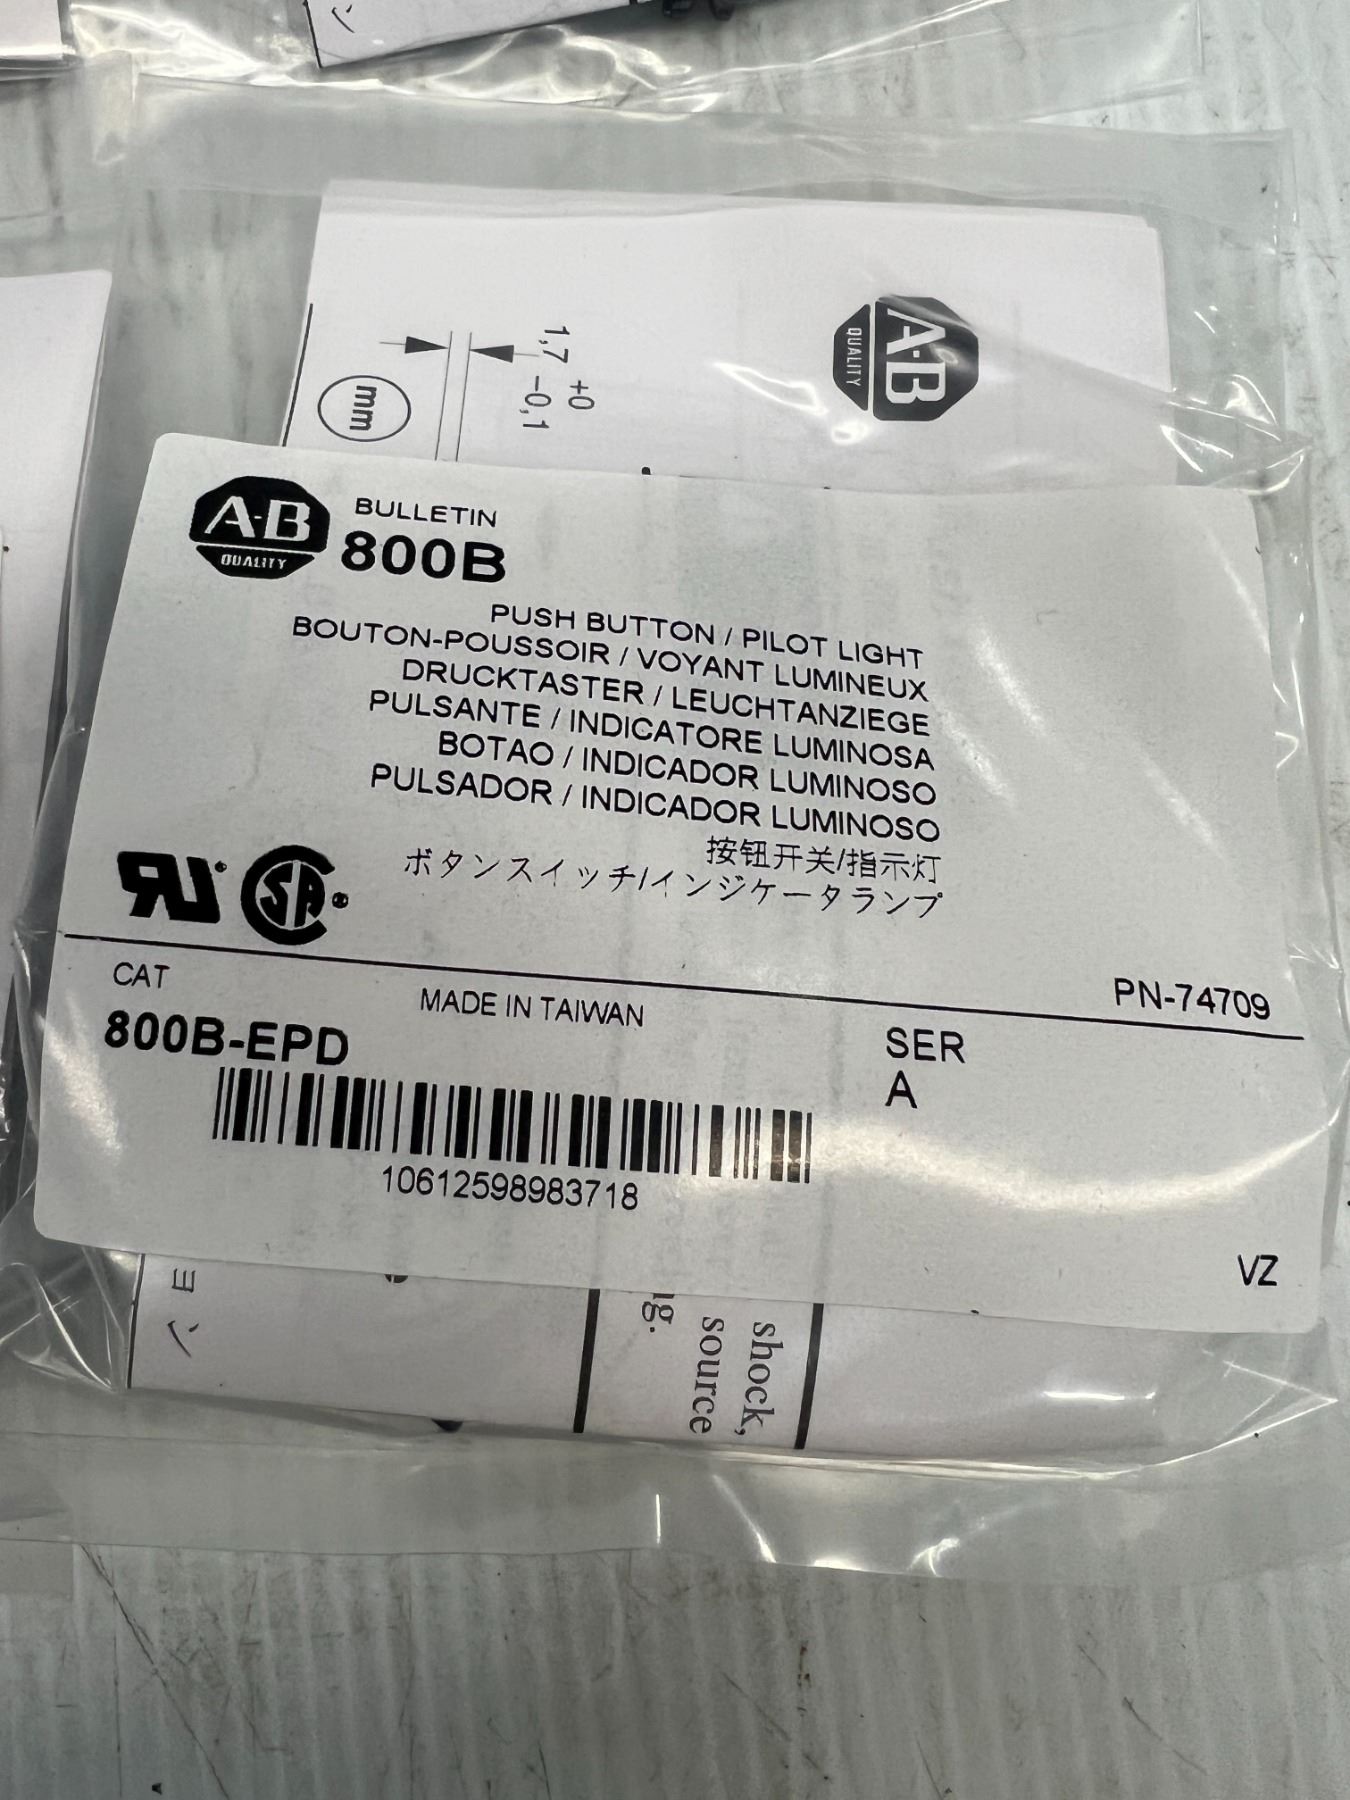 ン
1,7 +0
-0,1
mm
A-B
QUALITY
A-B
QUALITY
BULLETIN
800B
PUSH BUTTON / PILOT LIGHT
BOUTON-POUSSOIR / VOYANT LUMINEUX
DRUCKTASTER / LEUCHTANZIEGE
PULSANTE / INDICATORE LUMINOSA
BOTAO / INDICADOR LUMINOSO
PULSADOR / INDICADOR LUMINOSO
按钮开关/指示灯
ボタンスイッチ/インジケータランプ
CAT
MADE IN TAIWAN
PN-74709
800B-EPD
SER
A
10612598983718
VZ
ョン
shock,
source